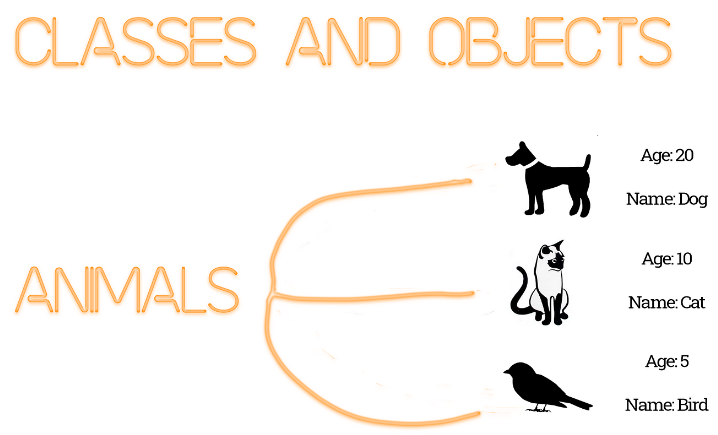 CLASSES AND OBJECTS
Age: 20
Name: Dog
ANIMALS
Age: 10
Name: Cat
Age: 5
Name: Bird